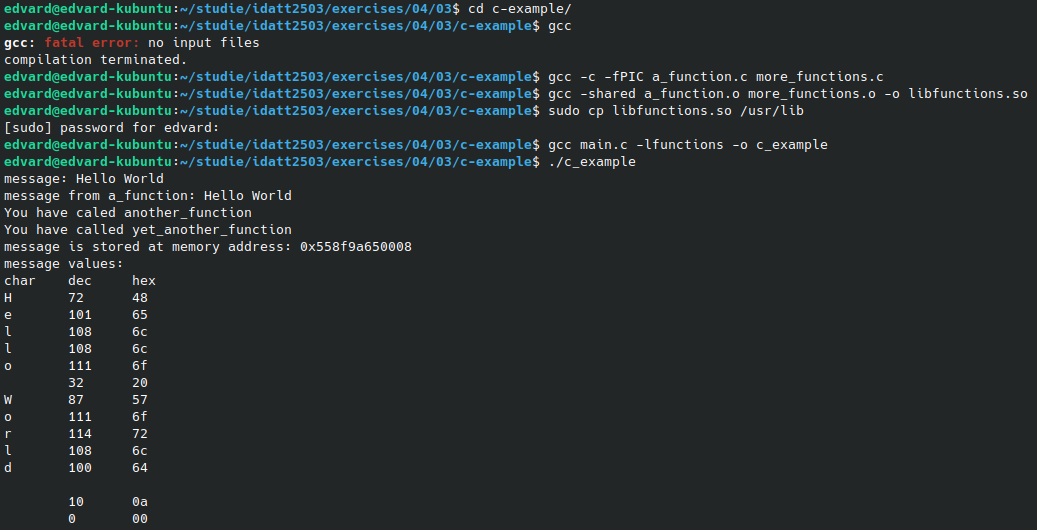 edvard@edvard-kubuntu:~/studie/idatt2503/exercises/04/03$ cd c-example/
edvard@edvard-kubuntu:~/studie/idatt2503/exercises/04/03/c-example$ gcc
gcc: fatal error: no input files
compilation terminated.
edvard@edvard-kubuntu:~/studie/idatt2503/exercises/04/03/c-example$ gcc -c -fPIC a_function.c more_functions.c
edvard@edvard-kubuntu:~/studie/idatt2503/exercises/04/03/c-example$ gcc -shared a_function.o more_functions.o -o libfunctions.so
edvard@edvard-kubuntu:~/studie/idatt2503/exercises/04/03/c-example$ sudo cp libfunctions.so /usr/lib
[sudo] password for edvard:
edvard@edvard-kubuntu:~/studie/idatt2503/exercises/04/03/c-example$ gcc main.c -lfunctions -o c_example
edvard@edvard-kubuntu:~/studie/idatt2503/exercises/04/03/c-example$ ./c_example
message: Hello World
message from a_function: Hello World
You have caled another_function
You have called yet_another_function
message is stored at memory address: 0x558f9a650008
message values:
char    dec     hex
H       72      48
e       101     65
l       108     6c
l       108     6c
o       111     6f
        32      20
W       87      57
o       111     6f
r       114     72
l       108     6c
d       100     64
        10      0a
        0       00